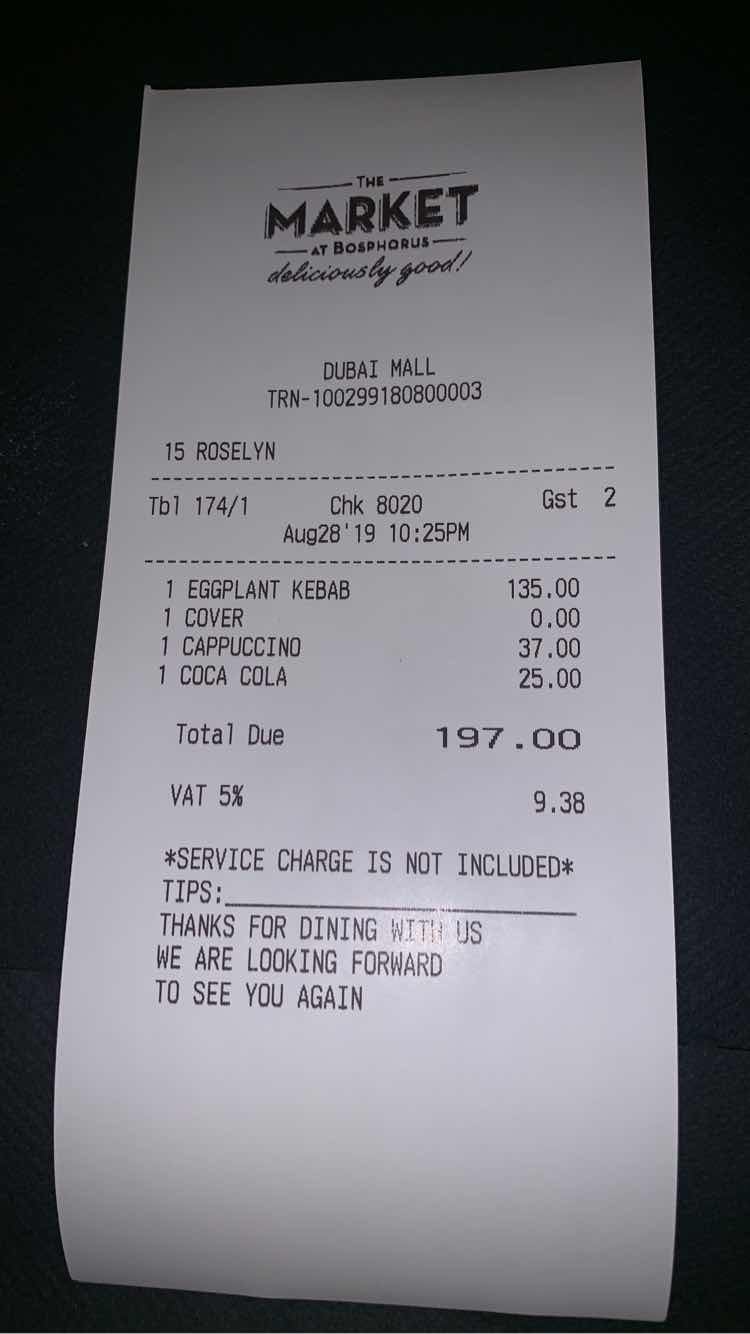 THE
MARKET
AT BOSPHORUS
deliciously good!
DUBAI MALL
TRN-100299180800003
15 ROSELYN
Tbl 174/1 Chk 8020 Gst 2
Aug28'19 10:25PM
1 EGGPLANT KEBAB 135.00
1 COVER 0.00
1 CAPPUCCINO 37.00
1 COCA COLA 25.00
Total Due 197.00
VAT 5% 9.38
*SERVICE CHARGE IS NOT INCLUDED*
TIPS:
THANKS FOR DINING WITH US
WE ARE LOOKING FORWARD
TO SEE YOU AGAIN